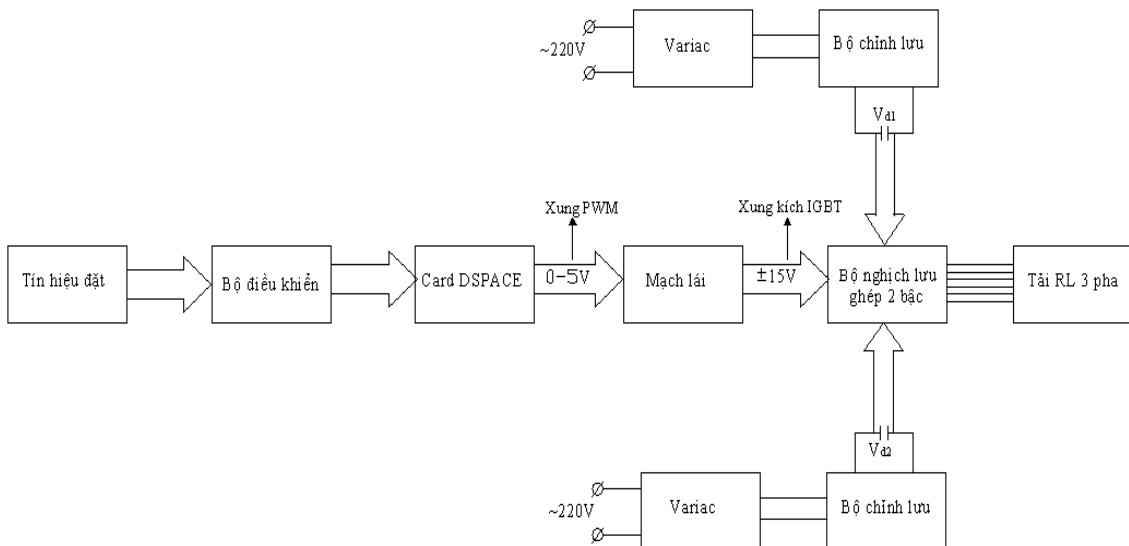 ~220V
Variac
Bộ chỉnh lưu
Vd1
Xung PWM
Xung kích IGBT
Tín hiệu đặt
Bộ điều khiển
Card DSPACE
0-5V
Mạch lái
±15V
Bộ nghịch lưu
ghép 2 bậc
Tải RL 3 pha
Vd2
~220V
Variac
Bộ chỉnh lưu